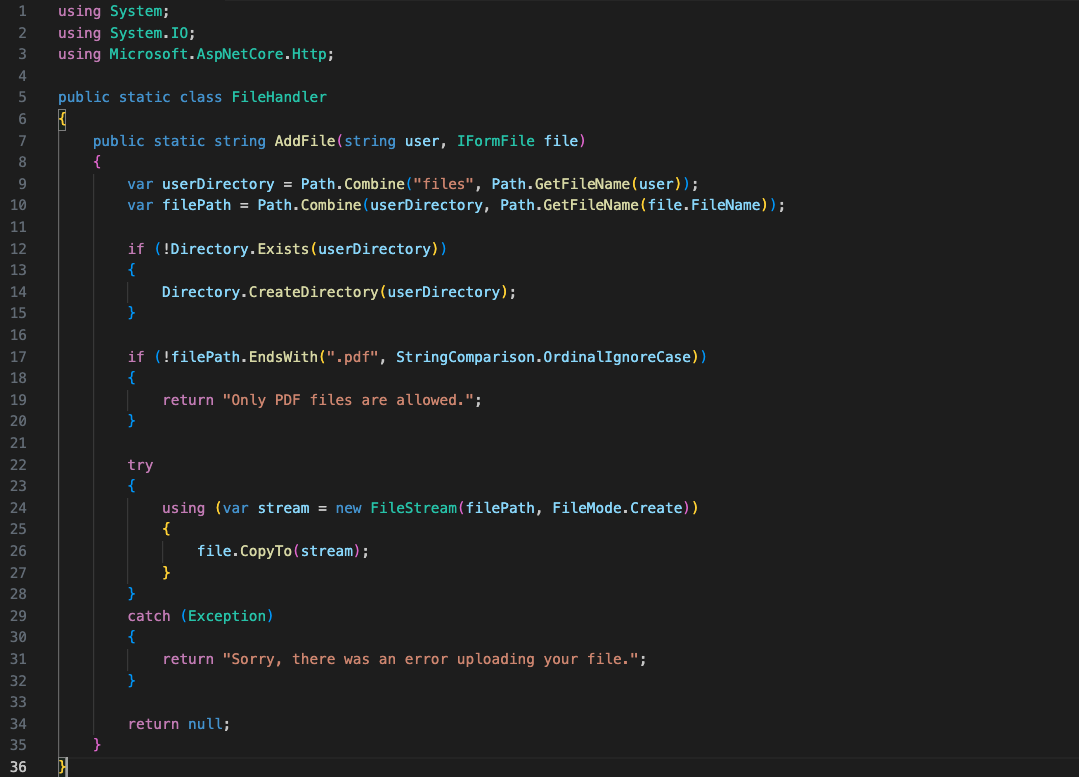 1 using System;
2 using System.IO;
3 using Microsoft.AspNetCore.Http;
4
5 public static class FileHandler
6 {
7     public static string AddFile(string user, IFormFile file)
8     {
9         var userDirectory = Path.Combine("files", Path.GetFileName(user));
10         var filePath = Path.Combine(userDirectory, Path.GetFileName(file.FileName));
11
12         if (!Directory.Exists(userDirectory))
13         {
14             Directory.CreateDirectory(userDirectory);
15         }
16
17         if (!filePath.EndsWith(".pdf", StringComparison.OrdinalIgnoreCase))
18         {
19             return "Only PDF files are allowed.";
20         }
21
22         try
23         {
24             using (var stream = new FileStream(filePath, FileMode.Create))
25             {
26                 file.CopyTo(stream);
27             }
28         }
29         catch (Exception)
30         {
31             return "Sorry, there was an error uploading your file.";
32         }
33
34         return null;
35     }
36 }